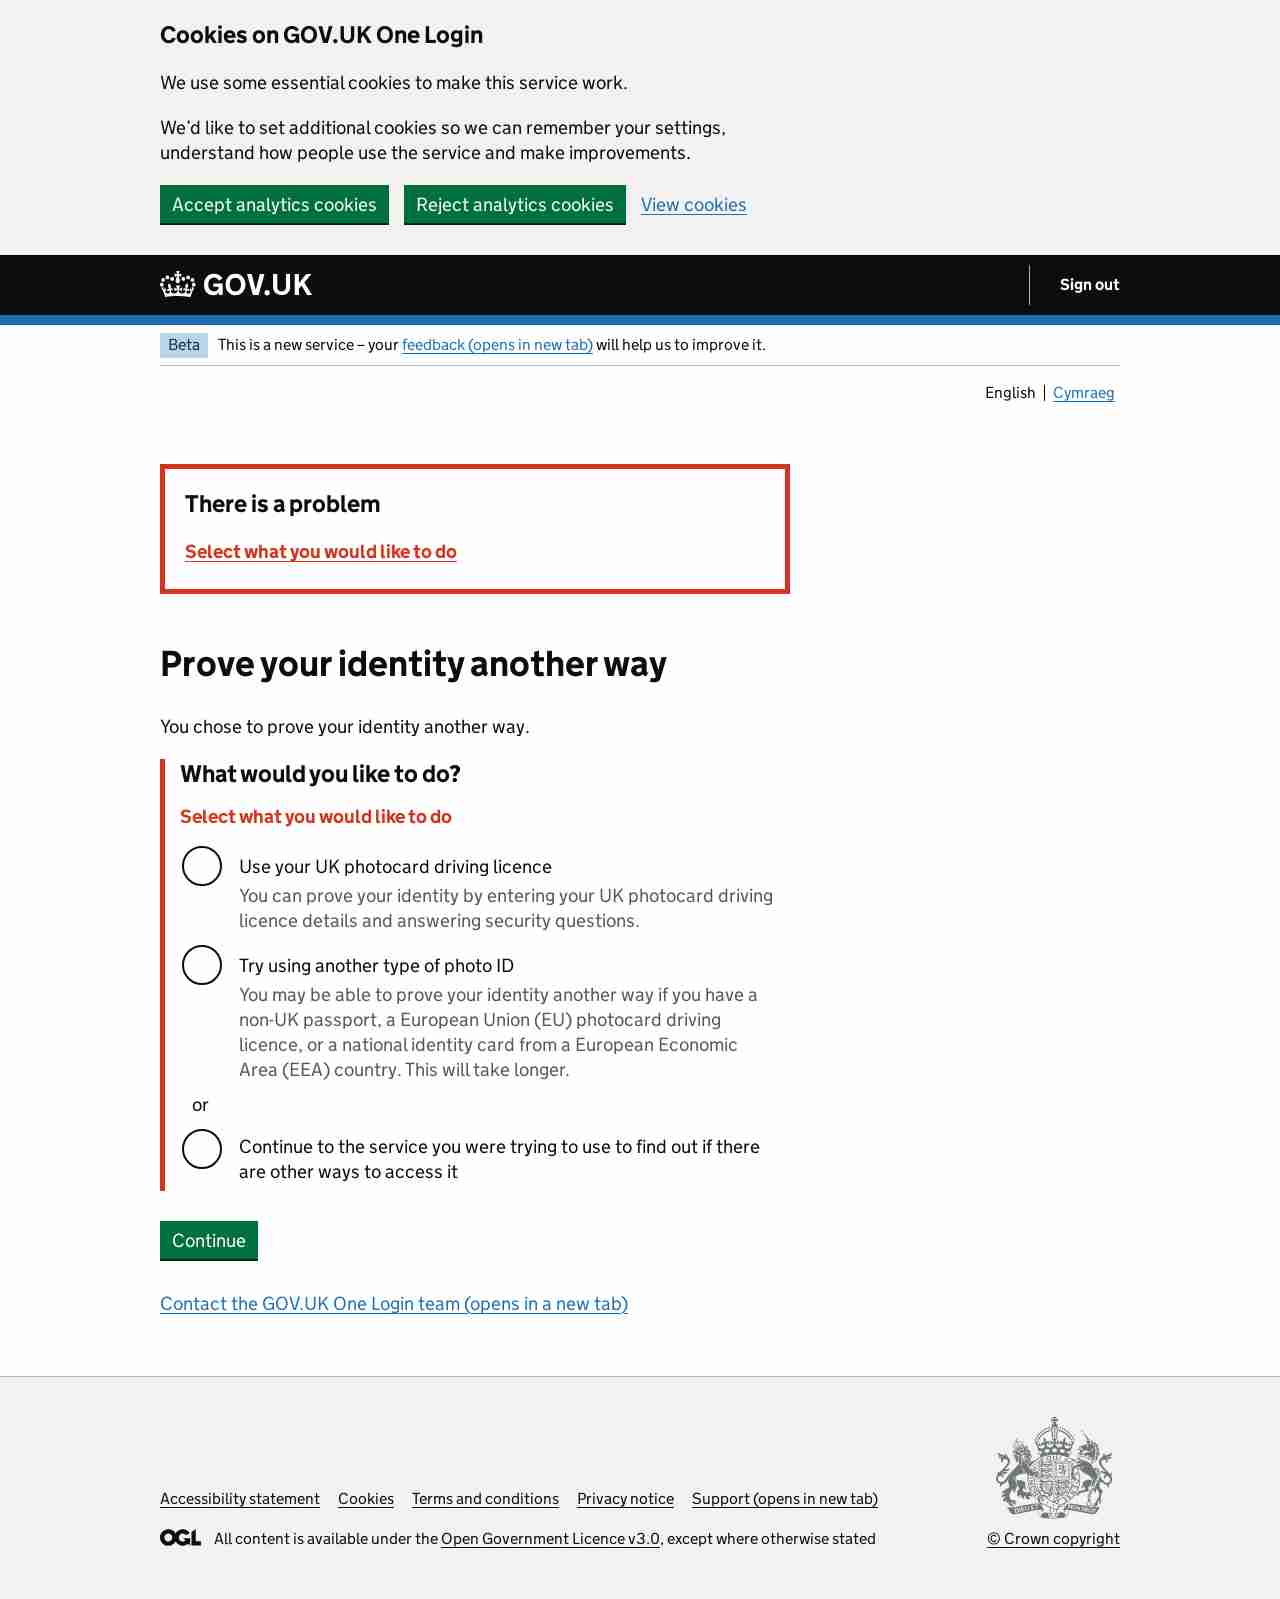 Cookies on GOV.UK One Login
We use some essential cookies to make this service work.
We'd like to set additional cookies so we can remember your settings,
understand how people use the service and make improvements.
Accept analytics cookies Reject analytics cookies View cookies
GOV.UK Sign out
Beta This is a new service – your feedback (opens in new tab) will help us to improve it.
English Cymraeg
There is a problem
Select what you would like to do
Prove your identity another way
You chose to prove your identity another way.
What would you like to do?
Select what you would like to do
Use your UK photocard driving licence
You can prove your identity by entering your UK photocard driving
licence details and answering security questions.
Try using another type of photo ID
You may be able to prove your identity another way if you have a
non-UK passport, a European Union (EU) photocard driving
licence, or a national identity card from a European Economic
Area (EEA) country. This will take longer.
or
Continue to the service you were trying to use to find out if there
are other ways to access it
Continue
Contact the GOV.UK One Login team (opens in a new tab)
Accessibility statement Cookies Terms and conditions Privacy notice Support (opens in new tab)
OGL All content is available under the Open Government Licence v3.0, except where otherwise stated
© Crown copyright